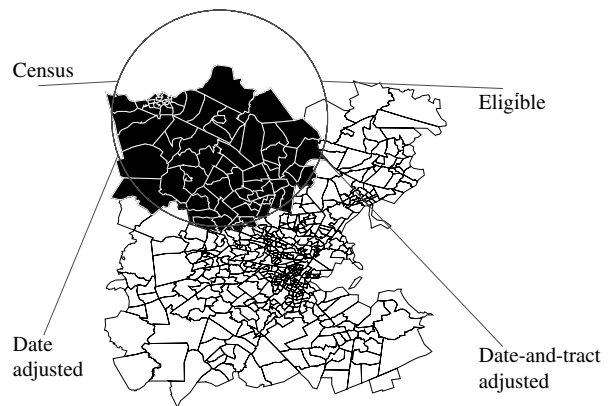 Census
Eligible
Date
adjusted
Date-and-tract
adjusted